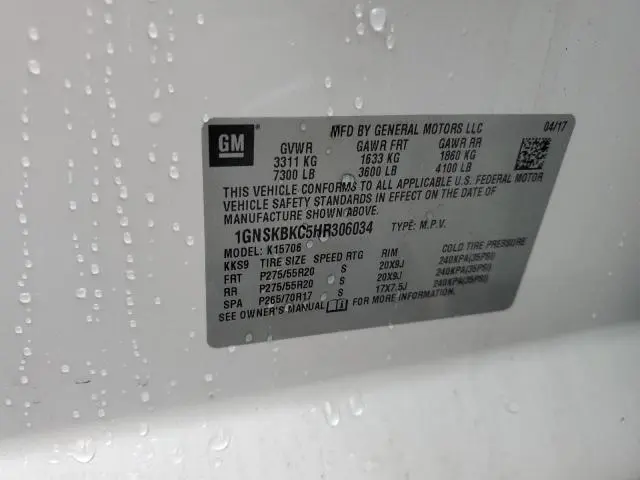 GM
MFD BY GENERAL MOTORS LLC 04/17
GVWR GAWR FRT GAWR RR
3311 KG 1633 KG 1860 KG
7300 LB 3600 LB 4100 LB
THIS VEHICLE CONFORMS TO ALL APPLICABLE U.S. FEDERAL MOTOR
VEHICLE SAFETY STANDARDS IN EFFECT ON THE DATE OF
MANUFACTURE SHOWN ABOVE.
1GNSKBKC5HR306034 TYPE: M.P.V.
MODEL: K15706
KKS9 TIRE SIZE SPEED RTG RIM COLD TIRE PRESSURE
FRT P275/55R20 S 20X9J 240KPA(35PSI)
RR P275/55R20 S 20X9J 240KPA(35PSI)
SPA P265/70R17 S 17X7.5J 240KPA(35PSI)
SEE OWNER'S MANUAL FOR MORE INFORMATION.